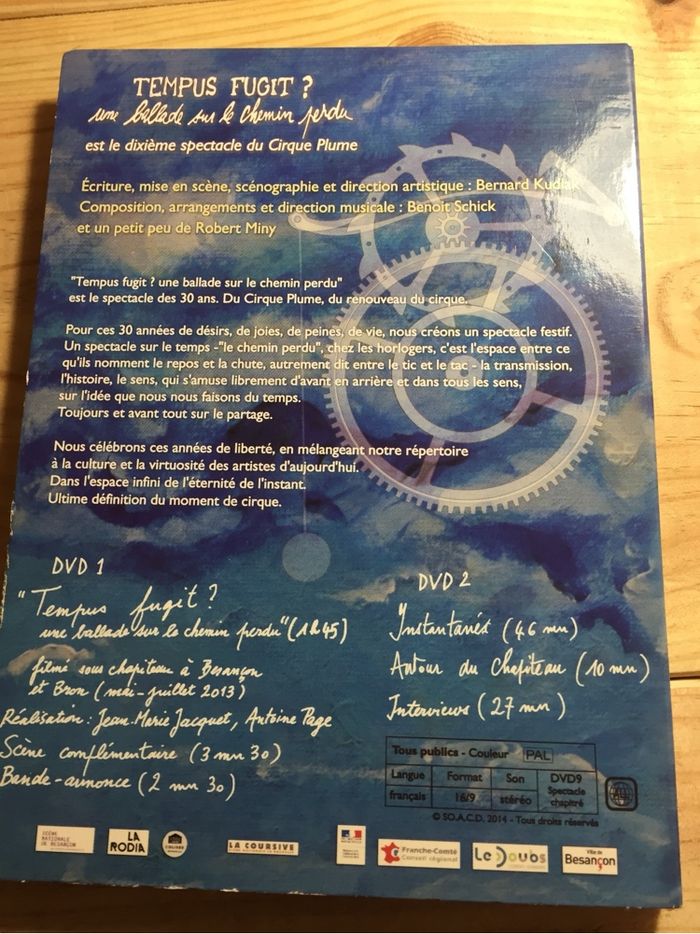 TEMPUS FUGIT ?
une ballade sur le chemin perdu
est le dixième spectacle du Cirque Plume
Écriture, mise en scène, scénographie et direction artistique : Bernard Kudlak
Composition, arrangements et direction musicale : Benoit Schick
et un petit peu de Robert Miny
"Tempus fugit ? une ballade sur le chemin perdu"
est le spectacle des 30 ans. Du Cirque Plume, du renouveau du cirque.
Pour ces 30 années de désirs, de joies, de peines, de vie, nous créons un spectacle festif.
Un spectacle sur le temps -"le chemin perdu", chez les horlogers, c'est l'espace entre ce
qu'ils nomment le repos et la chute, autrement dit entre le tic et le tac - la transmission,
l'histoire, le sens, qui s'amuse librement d'avant en arrière et dans tous les sens,
sur l'idée que nous nous faisons du temps.
Toujours et avant tout sur le partage.
Nous célébrons ces années de liberté, en mélangeant notre répertoire
à la culture et la virtuosité des artistes d'aujourd'hui.
Dans l'espace infini de l'éternité de l'instant.
Ultime définition du moment de cirque.
DVD 1
"Tempus fugit ?
une ballade sur le chemin perdu" (1h45)
filmé sous chapiteau à Besançon
et Bron (mai-juillet 2013)
Réalisation : Jean-Marie Jacquet, Antoine Page
Scène complémentaire (3 mn 30)
Bande-annonce (2 mn 30)
DVD 2
Instantanés (46 mn)
Autour du Chapiteau (10 mn)
Interviews (27 mn)
Tous publics - Couleur PAL
Langue Format Son DVD9
français 16/9 stéréo Spectacle chapitré
© S.O.A.C.D. 2014 - Tous droits réservés
SCÈNE NATIONALE DE BESANÇON
LA RODIA
LA COURSIVE
Franche-Comté
Conseil régional
Le Doubs
Ville de
Besançon